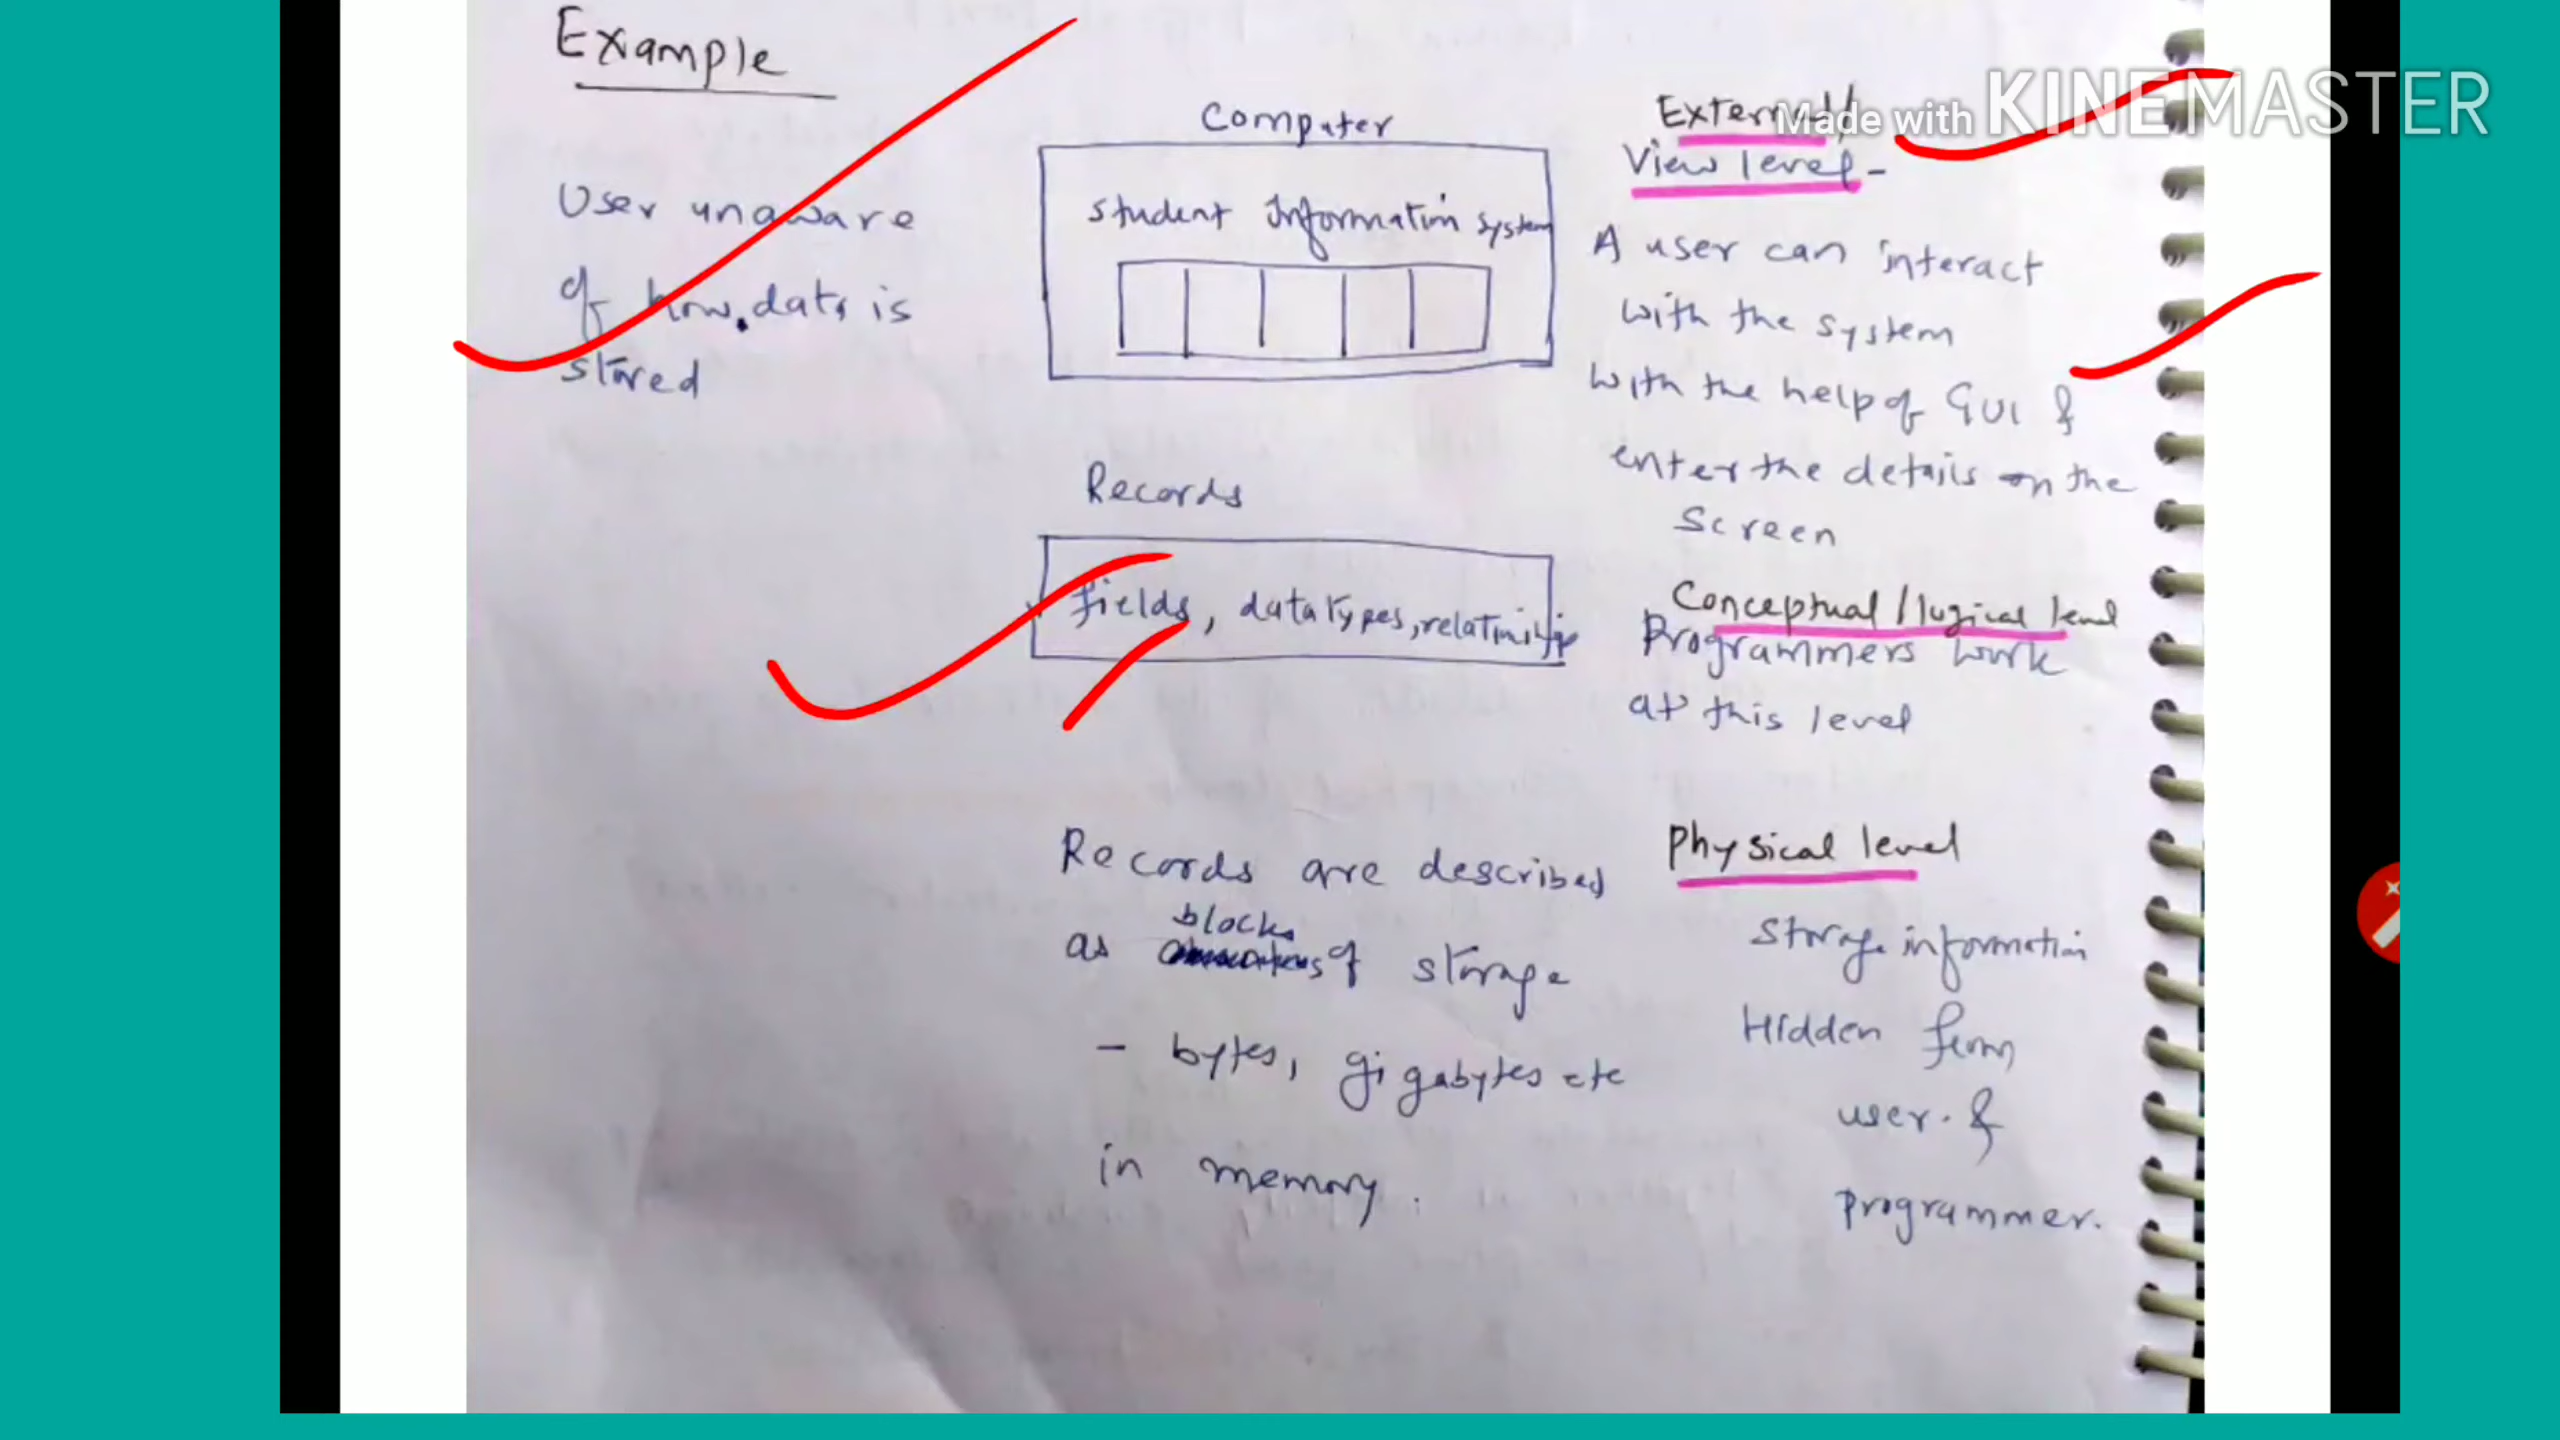 Example
User unaware
of how data is
stored
Computer
Student Information System
Records
fields, datatypes, relationship
Records are described
as blocks of storage
- bytes, gigabytes etc
in memory.
External/
View level -
A user can interact
with the system
with the help of GUI &
enter the details on the
Screen
Conceptual / logical level
Programmers work
at this level
Physical level
Storage information
Hidden from
user &
programmer.
Made with KINEMASTER